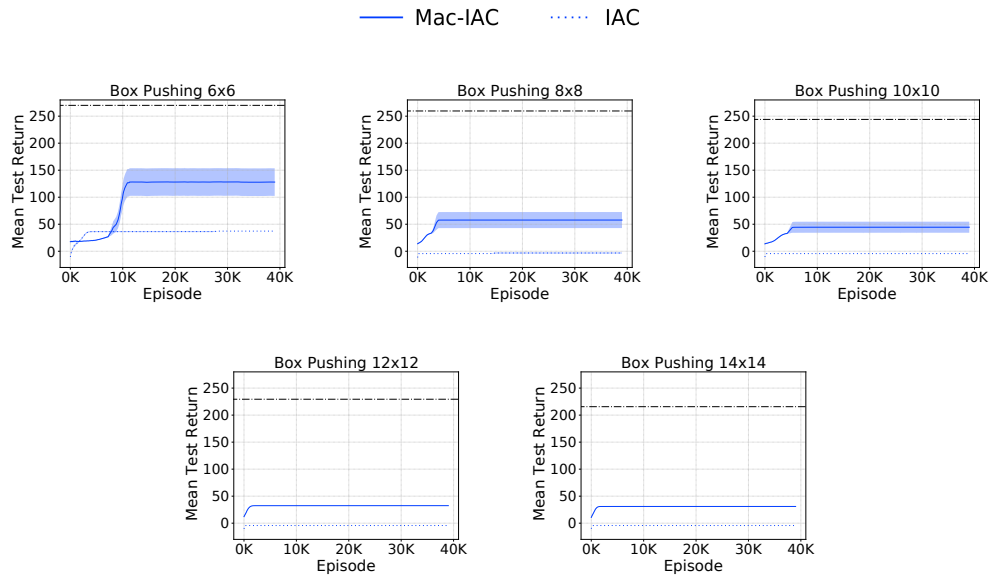 Mac-IAC IAC
Box Pushing 6x6
Mean Test Return
250
200
150
100
50
0
0K 10K 20K 30K 40K
Episode
Box Pushing 8x8
Mean Test Return
250
200
150
100
50
0
0K 10K 20K 30K 40K
Episode
Box Pushing 10x10
Mean Test Return
250
200
150
100
50
0
0K 10K 20K 30K 40K
Episode
Box Pushing 12x12
Mean Test Return
250
200
150
100
50
0
0K 10K 20K 30K 40K
Episode
Box Pushing 14x14
Mean Test Return
250
200
150
100
50
0
0K 10K 20K 30K 40K
Episode